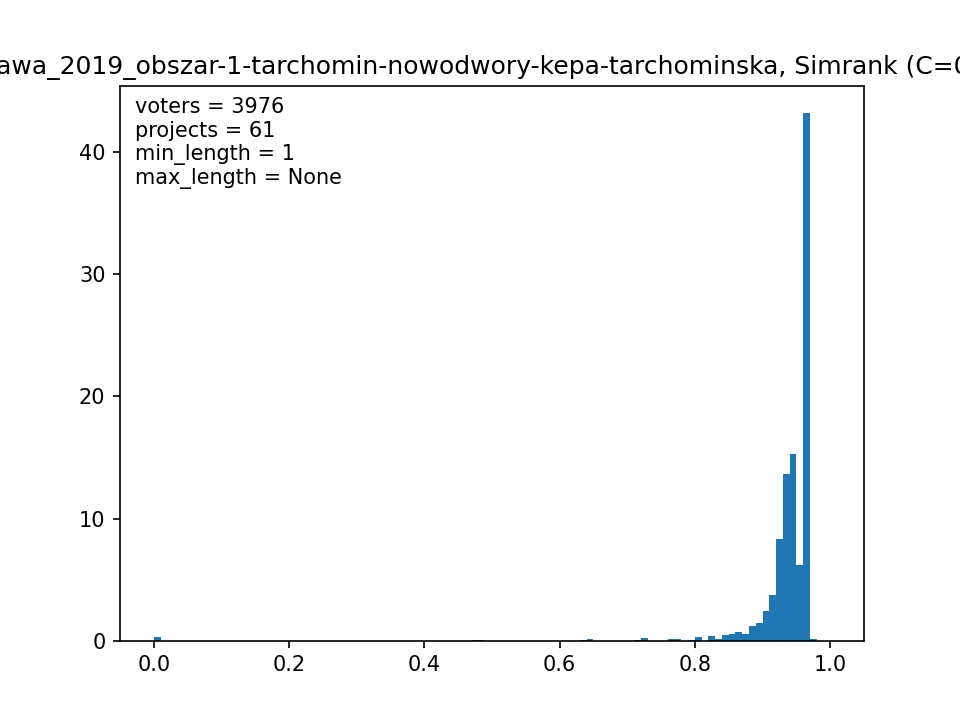 awa_2019_obszar-1-tarchomin-nowodwory-kepa-tarchominska, Simrank (C=0
voters = 3976
projects = 61
min_length = 1
max_length = None
40
30
20
10
0
0.0 0.2 0.4 0.6 0.8 1.0